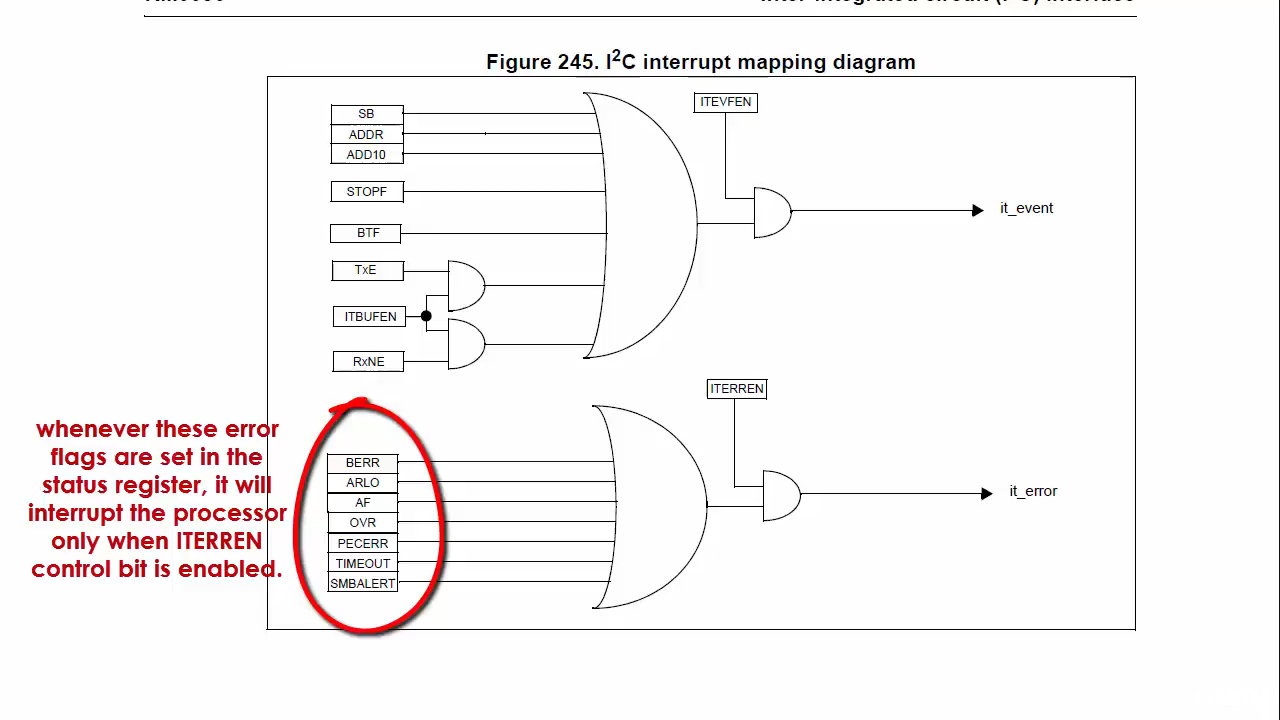 Figure 245. I2C interrupt mapping diagram
ITEVFEN
SB
ADDR
ADD10
STOPF
it_event
BTF
TxE
ITBUFEN
RxNE
ITERREN
whenever these error
flags are set in the
status register, it will
interrupt the processor
only when ITERREN
control bit is enabled.
BERR
ARLO
AF
OVR
PECERR
TIMEOUT
SMBALERT
it_error